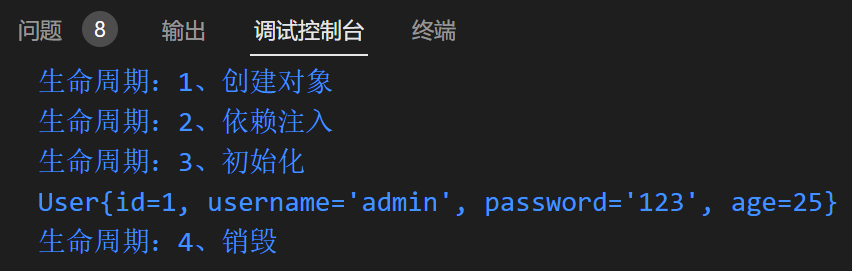 问题 8 输出 调试控制台 终端
生命周期：1、创建对象
生命周期：2、依赖注入
生命周期：3、初始化
User{id=1, username='admin', password='123', age=25}
生命周期：4、销毁